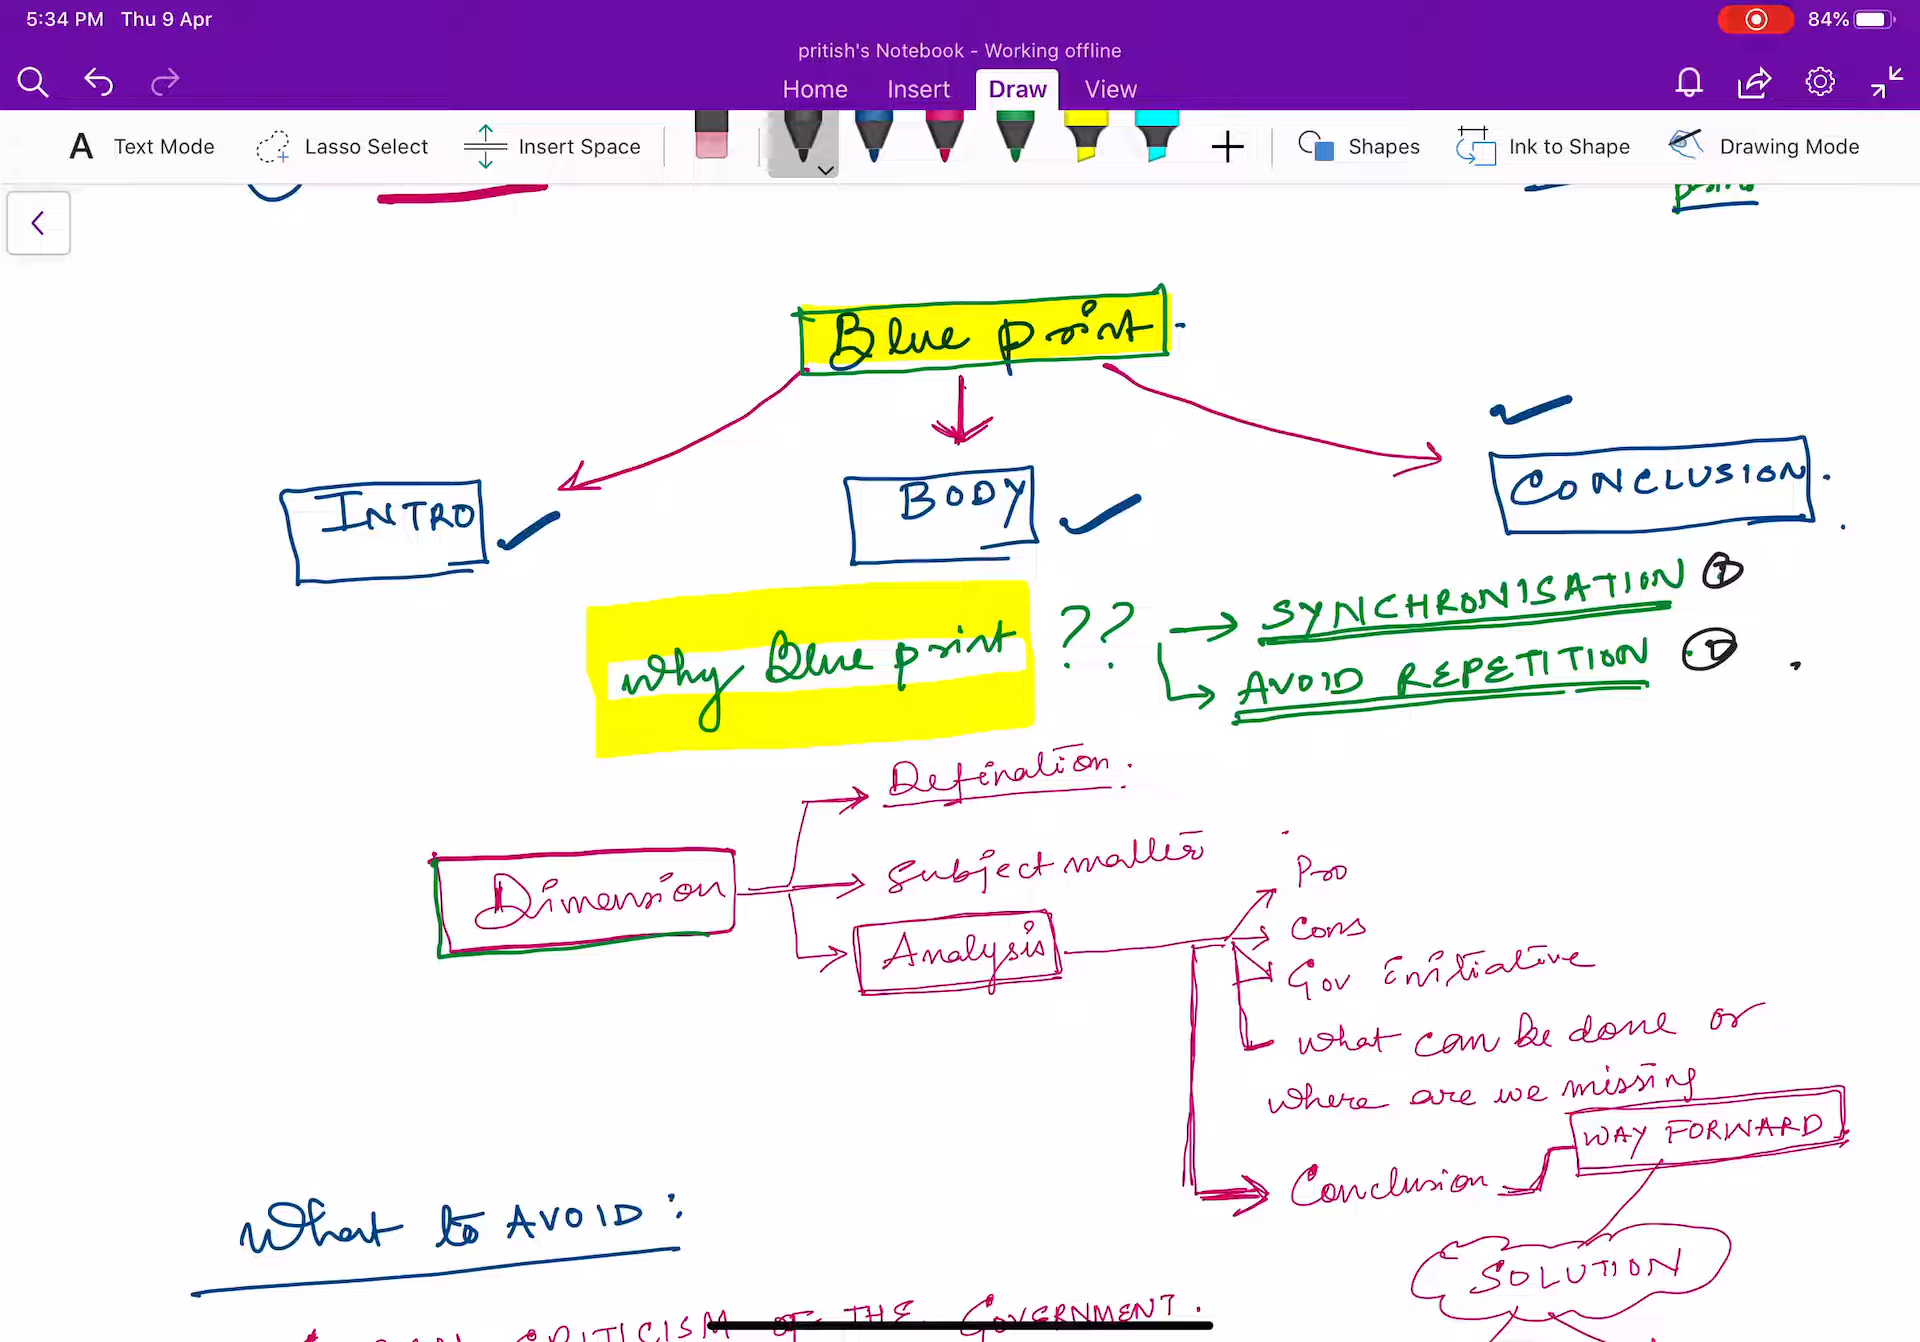 5:34 PM Thu 9 Apr
84%
pritish's Notebook - Working offline
Home Insert Draw View
A Text Mode Lasso Select Insert Space Shapes Ink to Shape Drawing Mode
Blue print
INTRO BODY CONCLUSION.
why Blue print ?? → SYNCHRONISATION
AVOID REPETITION
Defination.
Subject matter
Dimension
Analysis
Pro
Cons
Gov initiative
what can be done or
where are we missing
WAY FORWARD
Conclusion
What to AVOID:
SOLUTION
CRITICISM OF THE GOVERNMENT.